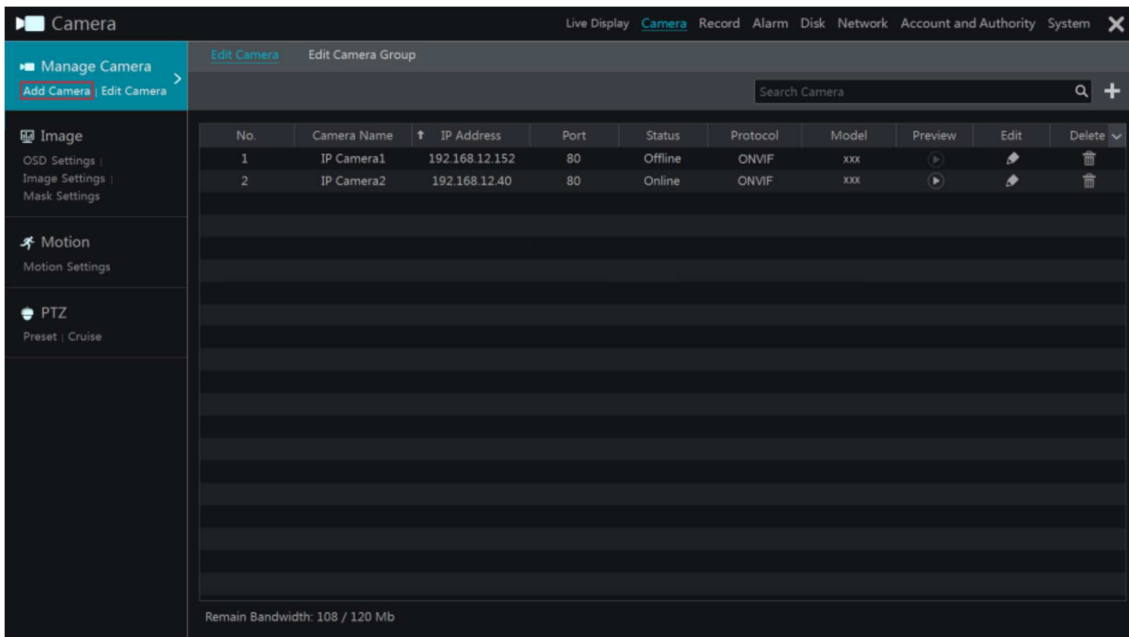 Camera
Live Display Camera Record Alarm Disk Network Account and Authority System
Manage Camera
Add Camera | Edit Camera
Image
OSD Settings |
Image Settings |
Mask Settings
Motion
Motion Settings
PTZ
Preset | Cruise
Edit Camera Edit Camera Group
Search Camera
No. Camera Name IP Address Port Status Protocol Model Preview Edit Delete
1 IP Camera1 192.168.12.152 80 Offline ONVIF xxx
2 IP Camera2 192.168.12.40 80 Online ONVIF xxx
Remain Bandwidth: 108 / 120 Mb